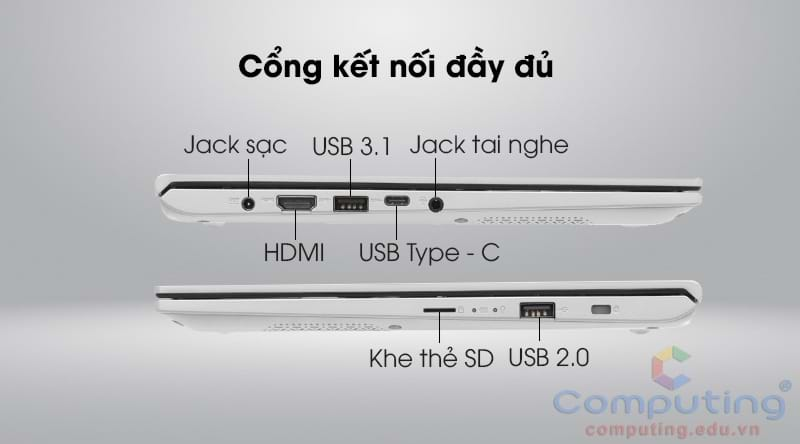 Cổng kết nối đầy đủ
Jack sạc
USB 3.1
Jack tai nghe
HDMI
USB Type - C
Khe thẻ SD
USB 2.0
Computing®
computing.edu.vn